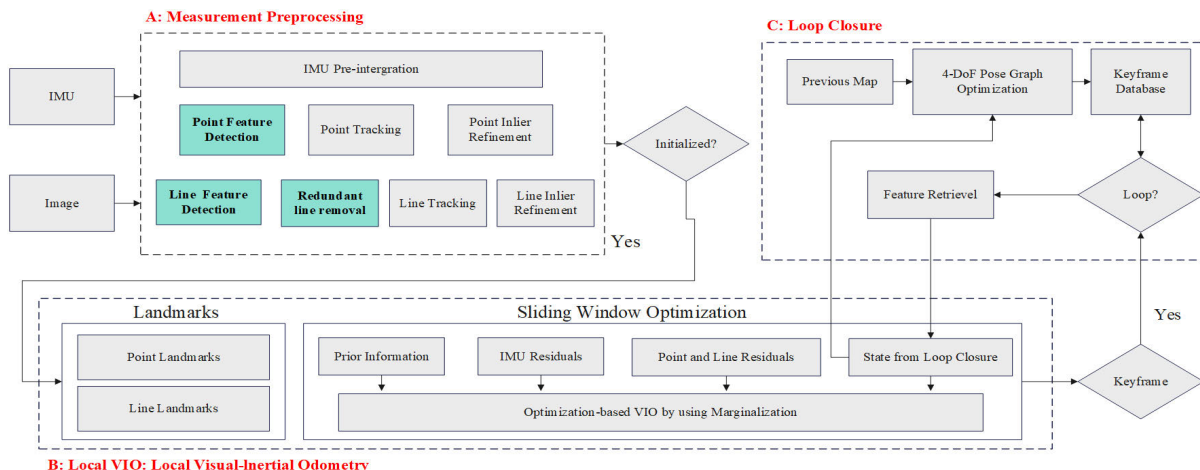 A: Measurement Preprocessing
IMU
Image
IMU Pre-intergration
Point Feature
Detection
Point Tracking
Point Inlier
Refinement
Line Feature
Detection
Redundant
line removal
Line Tracking
Line Inlier
Refinement
Initialized?
Yes
C: Loop Closure
Previous Map
4-DoF Pose Graph
Optimization
Keyframe
Database
Feature Retrievel
Loop?
Yes
Keyframe
Landmarks
Point Landmarks
Line Landmarks
Sliding Window Optimization
Prior Information
IMU Residuals
Point and Line Residuals
State from Loop Closure
Optimization-based VIO by using Marginalization
B: Local VIO: Local Visual-Inertial Odometry